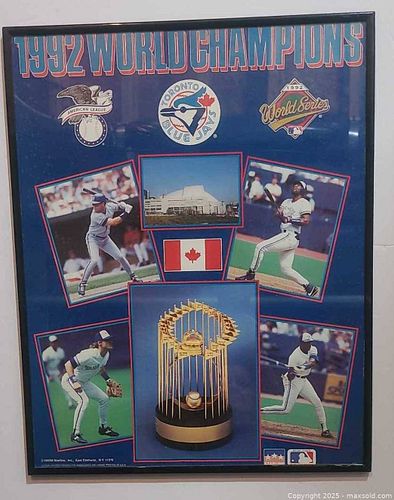 1992 WORLD CHAMPIONS
AMERICAN LEAGUE
TORONTO
BLUE JAYS
1992
World Series
Copyright 2025 - maxsold.com